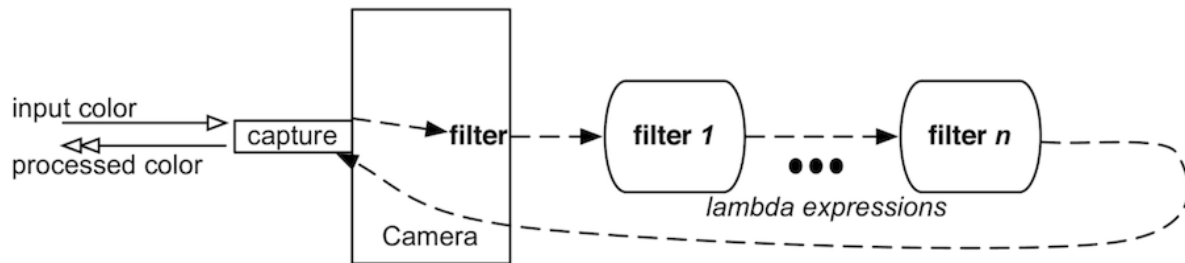 input color
processed color
capture
filter
Camera
filter 1
filter n
lambda expressions